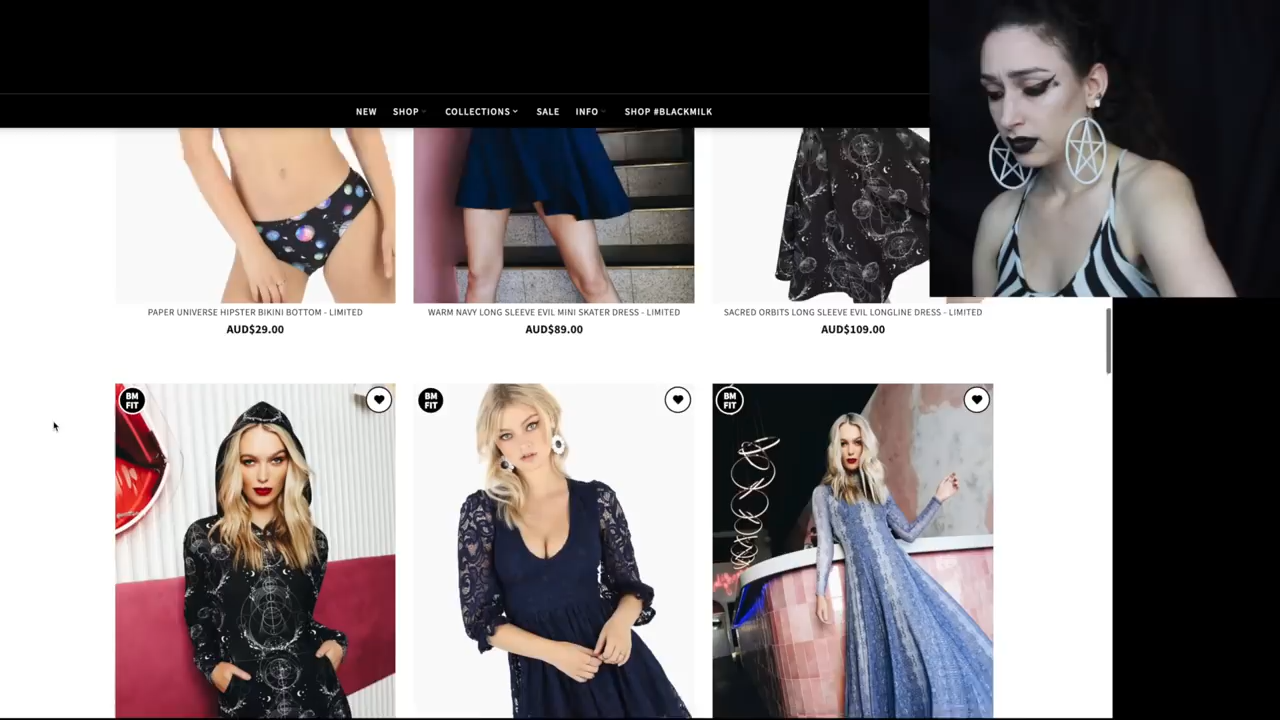 NEW SHOP COLLECTIONS SALE INFO SHOP #BLACKMILK
PAPER UNIVERSE HIPSTER BIKINI BOTTOM - LIMITED
AUD$29.00
WARM NAVY LONG SLEEVE EVIL MINI SKATER DRESS - LIMITED
AUD$89.00
SACRED ORBITS LONG SLEEVE EVIL LONGLINE DRESS - LIMITED
AUD$109.00
BM
FIT
BM
FIT
BM
FIT